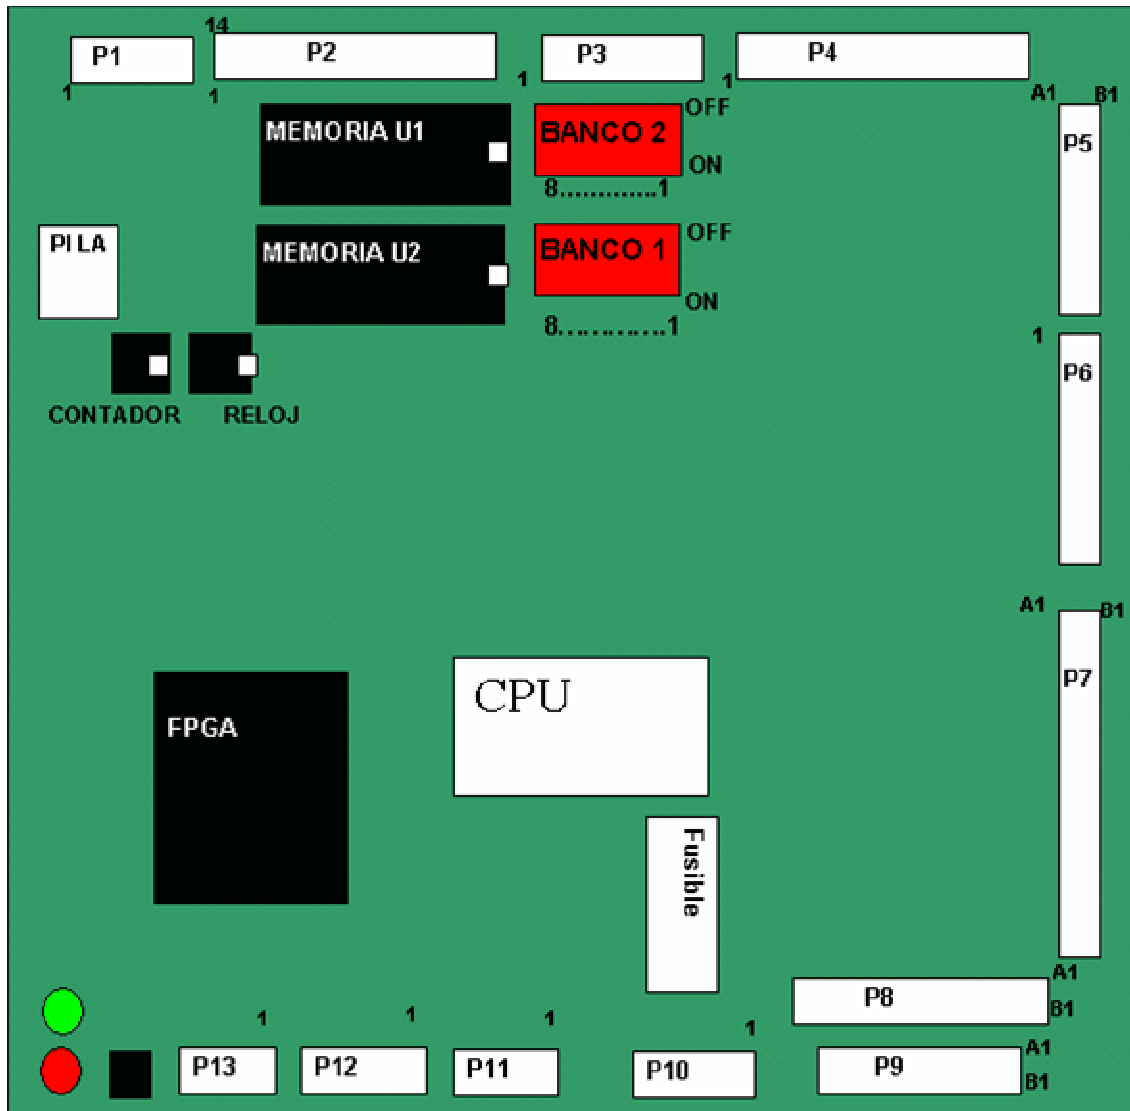 14
P1
P2
P3
P4
1
1
1
1
A1
B1
MEMORIA U1
BANCO 2
OFF
ON
8.............1
P5
PILA
MEMORIA U2
BANCO 1
OFF
ON
8.............1
1
P6
CONTADOR
RELOJ
A1
B1
P7
CPU
FPGA
Fusible
A1
P8
B1
1
1
1
1
P13
P12
P11
P10
P9
A1
B1